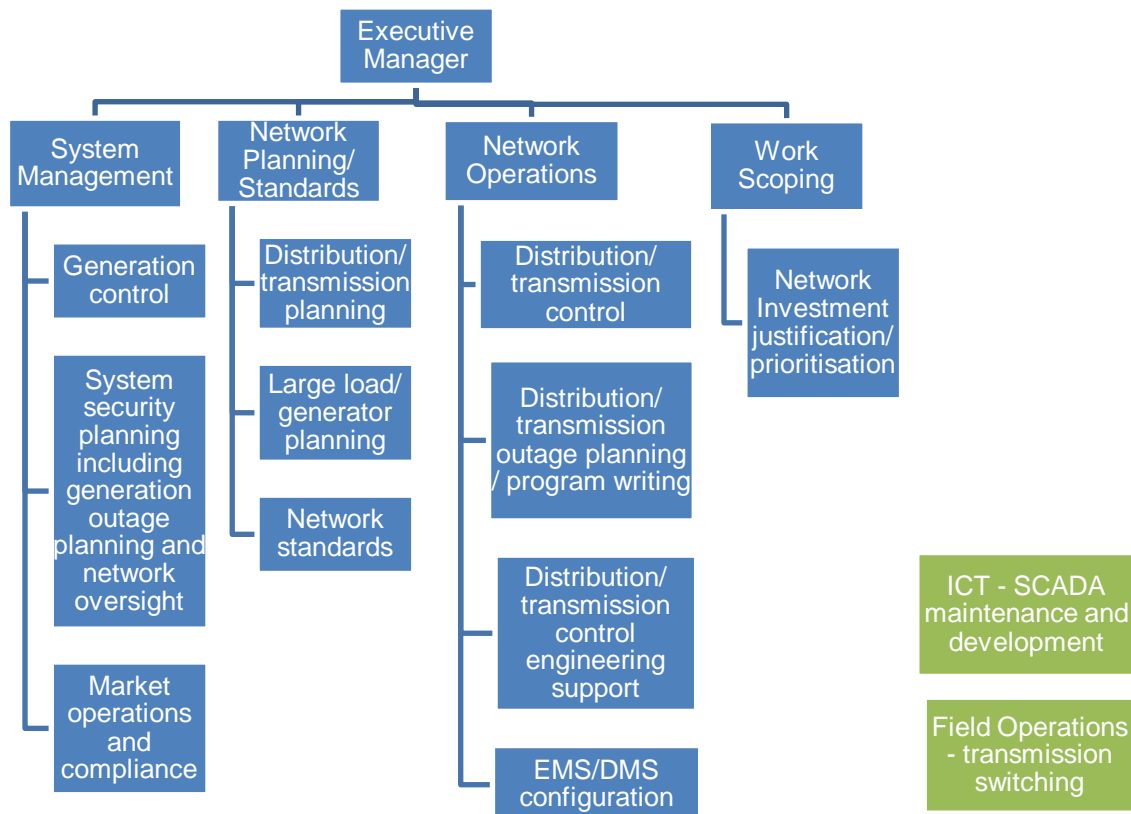 Executive
Manager
System
Management
Network
Planning/
Standards
Network
Operations
Work
Scoping
Generation
control
System
security
planning
including
generation
outage
planning and
network
oversight
Market
operations
and
compliance
Distribution/
transmission
planning
Large load/
generator
planning
Network
standards
Distribution/
transmission
control
Distribution/
transmission
outage planning
/ program writing
Distribution/
transmission
control
engineering
support
EMS/DMS
configuration
Network
Investment
justification/
prioritisation
ICT - SCADA
maintenance and
development
Field Operations
- transmission
switching